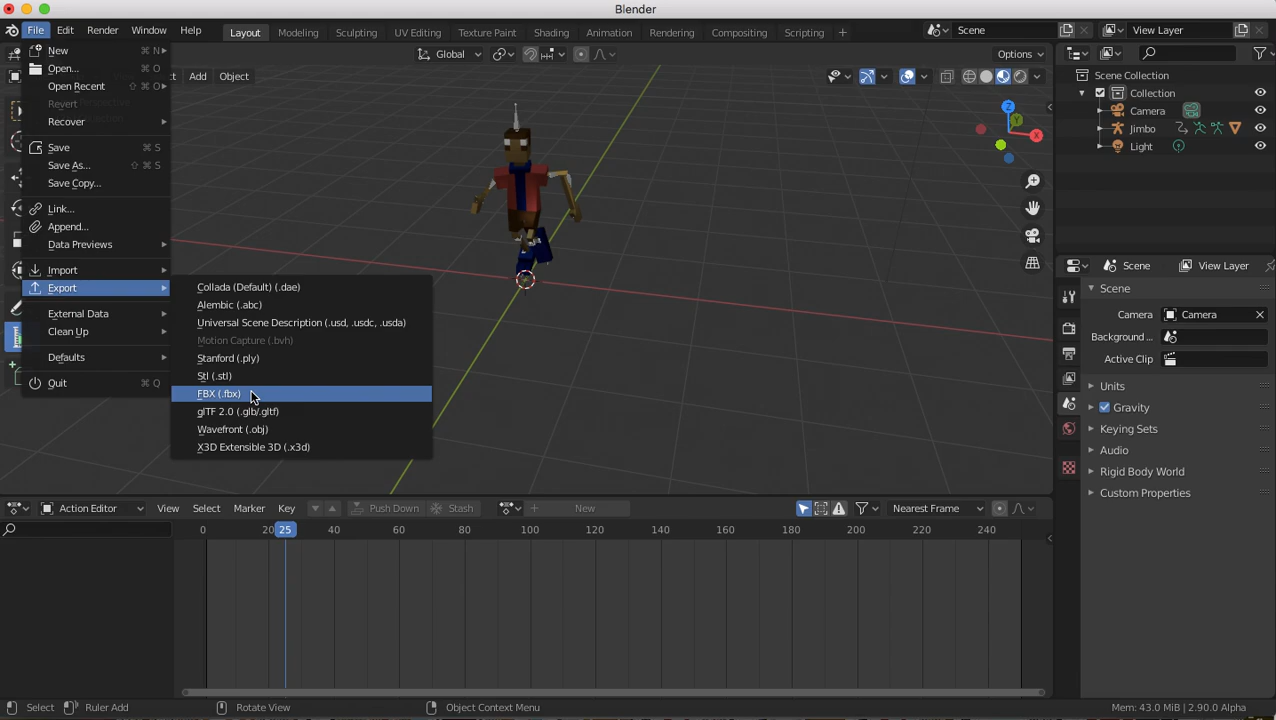 Blender
File Edit Render Window Help Layout Modeling Sculpting UV Editing Texture Paint Shading Animation Rendering Compositing Scripting + Scene View Layer
Global Options
Add Object
New ⌘ N
Open... ⌘ O
Open Recent ⇧ ⌘ O
Revert
Recover
Save ⌘ S
Save As... ⇧ ⌘ S
Save Copy...
Link...
Append...
Data Previews
Import
Export
External Data
Clean Up
Defaults
Quit ⌘ Q
Collada (Default) (.dae)
Alembic (.abc)
Universal Scene Description (.usd, .usdc, .usda)
Motion Capture (.bvh)
Stanford (.ply)
Stl (.stl)
FBX (.fbx)
glTF 2.0 (.glb/.gltf)
Wavefront (.obj)
X3D Extensible 3D (.x3d)
Z
Y
X
Scene Collection
Collection
Camera
Jimbo
Light
Scene View Layer
Scene
Camera Camera
Background ...
Active Clip
Units
Gravity
Keying Sets
Audio
Rigid Body World
Custom Properties
Action Editor View Select Marker Key Push Down Stash + New Nearest Frame
0 20 25 40 60 80 100 120 140 160 180 200 220 240
Select Ruler Add Rotate View Object Context Menu Mem: 43.0 MiB | 2.90.0 Alpha